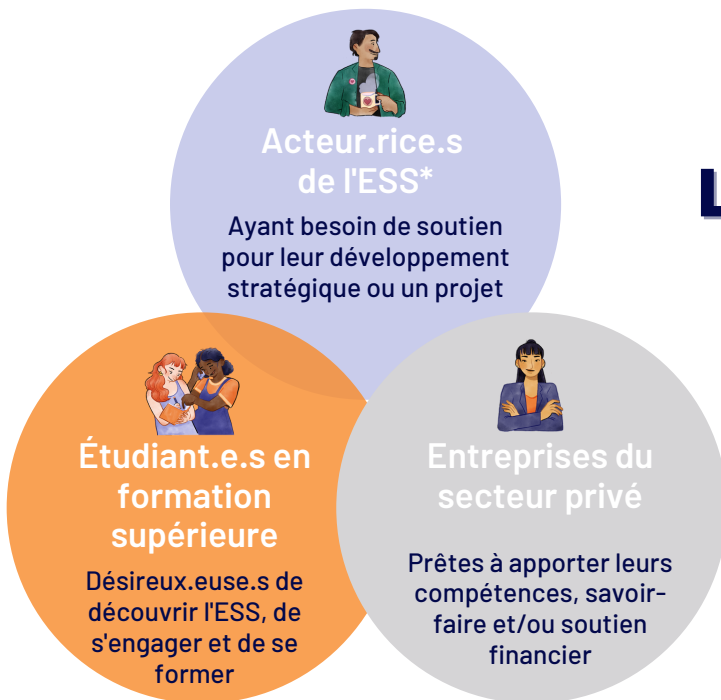 Acteur.rice.s
de l'ESS*
Ayant besoin de soutien
pour leur développement
stratégique ou un projet
L
Étudiant.e.s en
formation
supérieure
Désireux.euse.s de
découvrir l'ESS, de
s'engager et de se
former
Entreprises du
secteur privé
Prêtes à apporter leurs
compétences, savoir-
faire et/ou soutien
financier